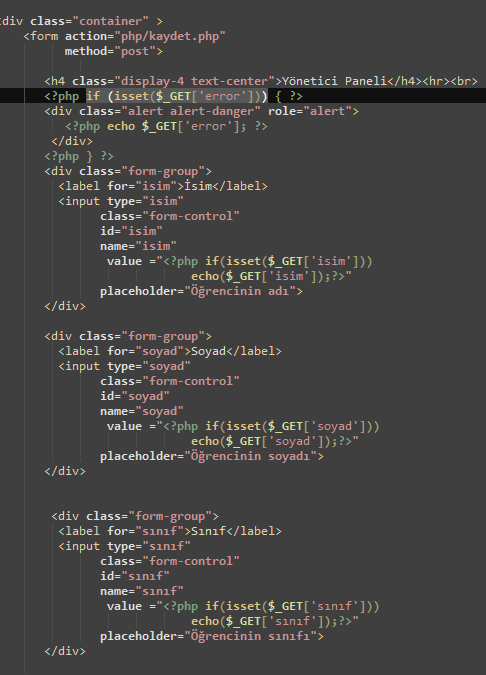 <div class="container" >
<form action="php/kaydet.php"
method="post">
<h4 class="display-4 text-center">Yönetici Paneli</h4><hr><br>
<?php if (isset($_GET['error'])) { ?>
<div class="alert alert-danger" role="alert">
<?php echo $_GET['error']; ?>
</div>
<?php } ?>
<div class="form-group">
<label for="isim">İsim</label>
<input type="isim"
class="form-control"
id="isim"
name="isim"
value ="<?php if(isset($_GET['isim']))
echo($_GET['isim']);?>"
placeholder="Öğrencinin adı">
</div>
<div class="form-group">
<label for="soyad">Soyad</label>
<input type="soyad"
class="form-control"
id="soyad"
name="soyad"
value ="<?php if(isset($_GET['soyad']))
echo($_GET['soyad']);?>"
placeholder="Öğrencinin soyadı">
</div>
<div class="form-group">
<label for="sınıf">Sınıf</label>
<input type="sınıf"
class="form-control"
id="sınıf"
name="sınıf"
value ="<?php if(isset($_GET['sınıf']))
echo($_GET['sınıf']);?>"
placeholder="Öğrencinin sınıfı">
</div>